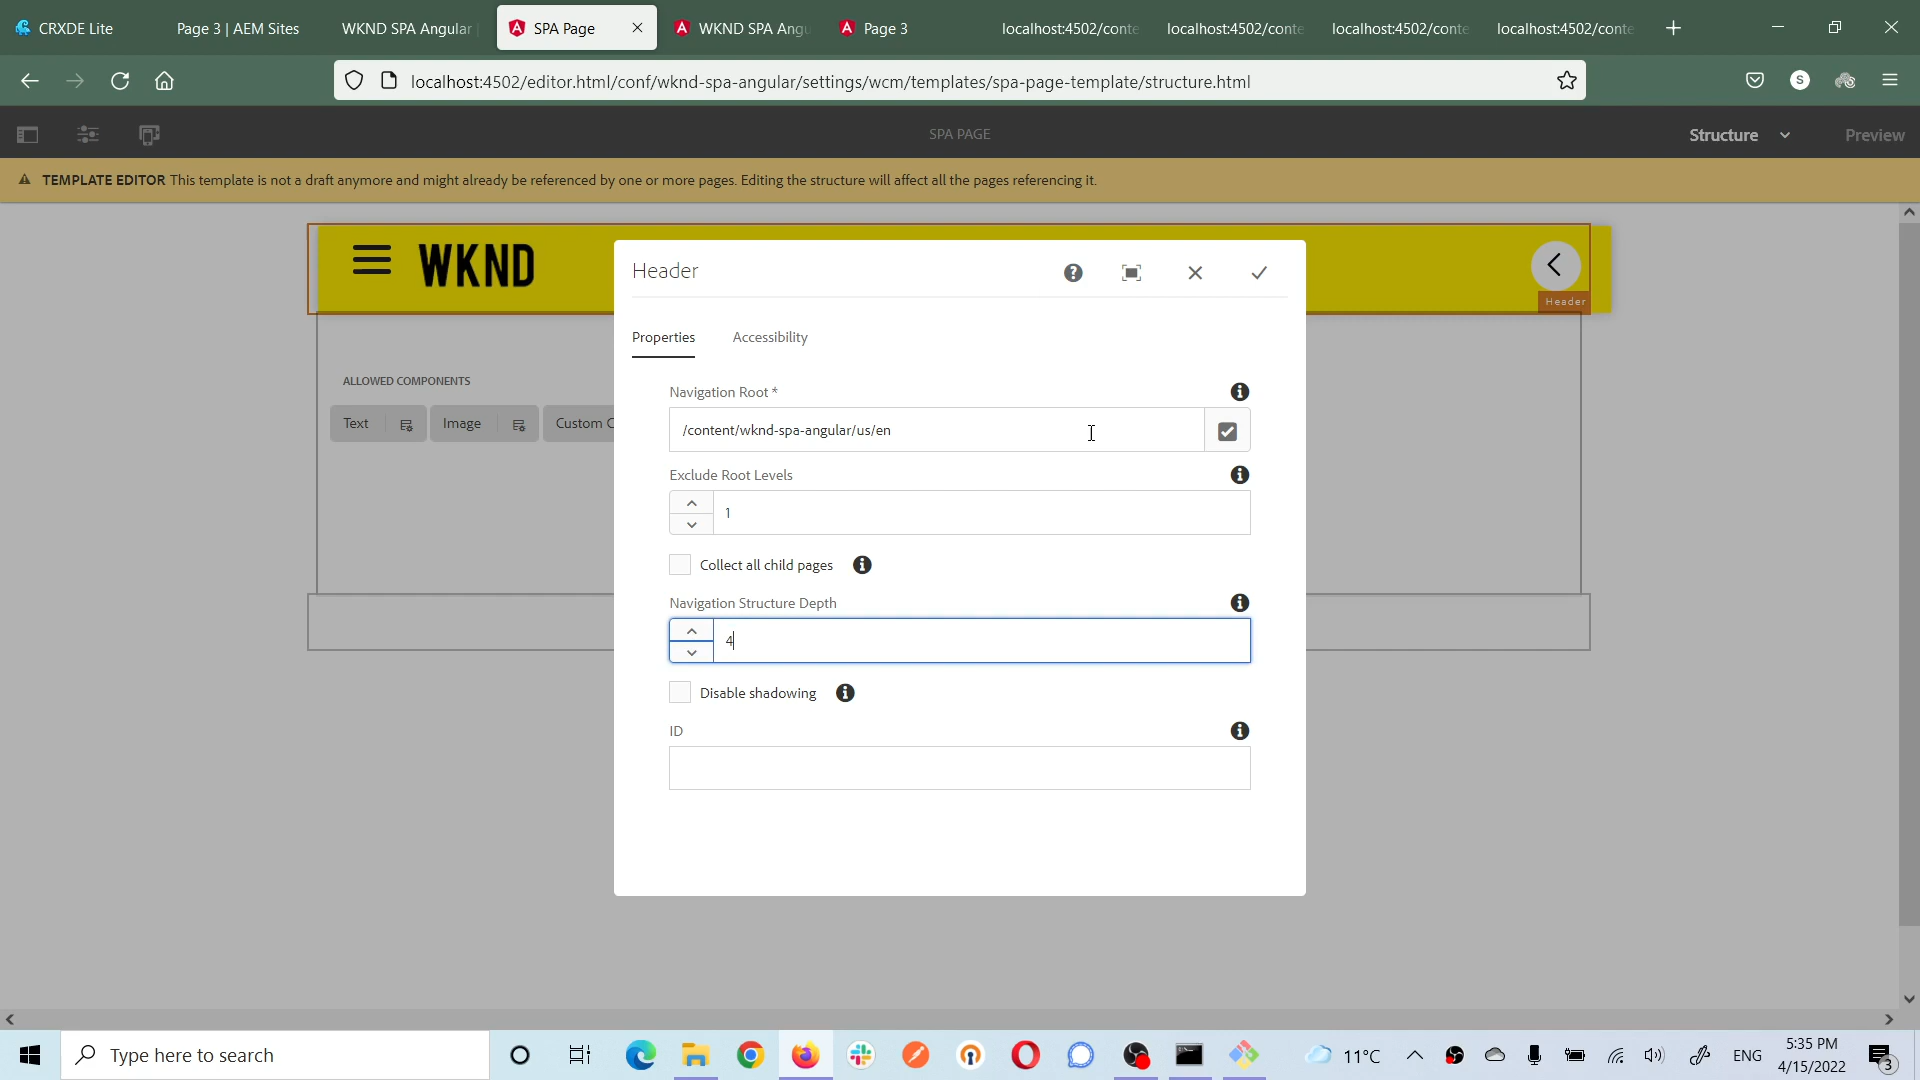 CRXDE Lite
Page 3 | AEM Sites
WKND SPA Angular
SPA Page
WKND SPA Angu
Page 3
localhost:4502/conte
localhost:4502/conte
localhost:4502/conte
localhost:4502/conte
localhost:4502/editor.html/conf/wknd-spa-angular/settings/wcm/templates/spa-page-template/structure.html
S
SPA PAGE
Structure
Preview
TEMPLATE EDITOR This template is not a draft anymore and might already be referenced by one or more pages. Editing the structure will affect all the pages referencing it.
WKND
Header
Header
Properties
Accessibility
ALLOWED COMPONENTS
Text
Image
Custom C
Navigation Root *
/content/wknd-spa-angular/us/en
Exclude Root Levels
1
Collect all child pages
Navigation Structure Depth
4
Disable shadowing
ID
Type here to search
11°C
ENG
5:35 PM
4/15/2022
3